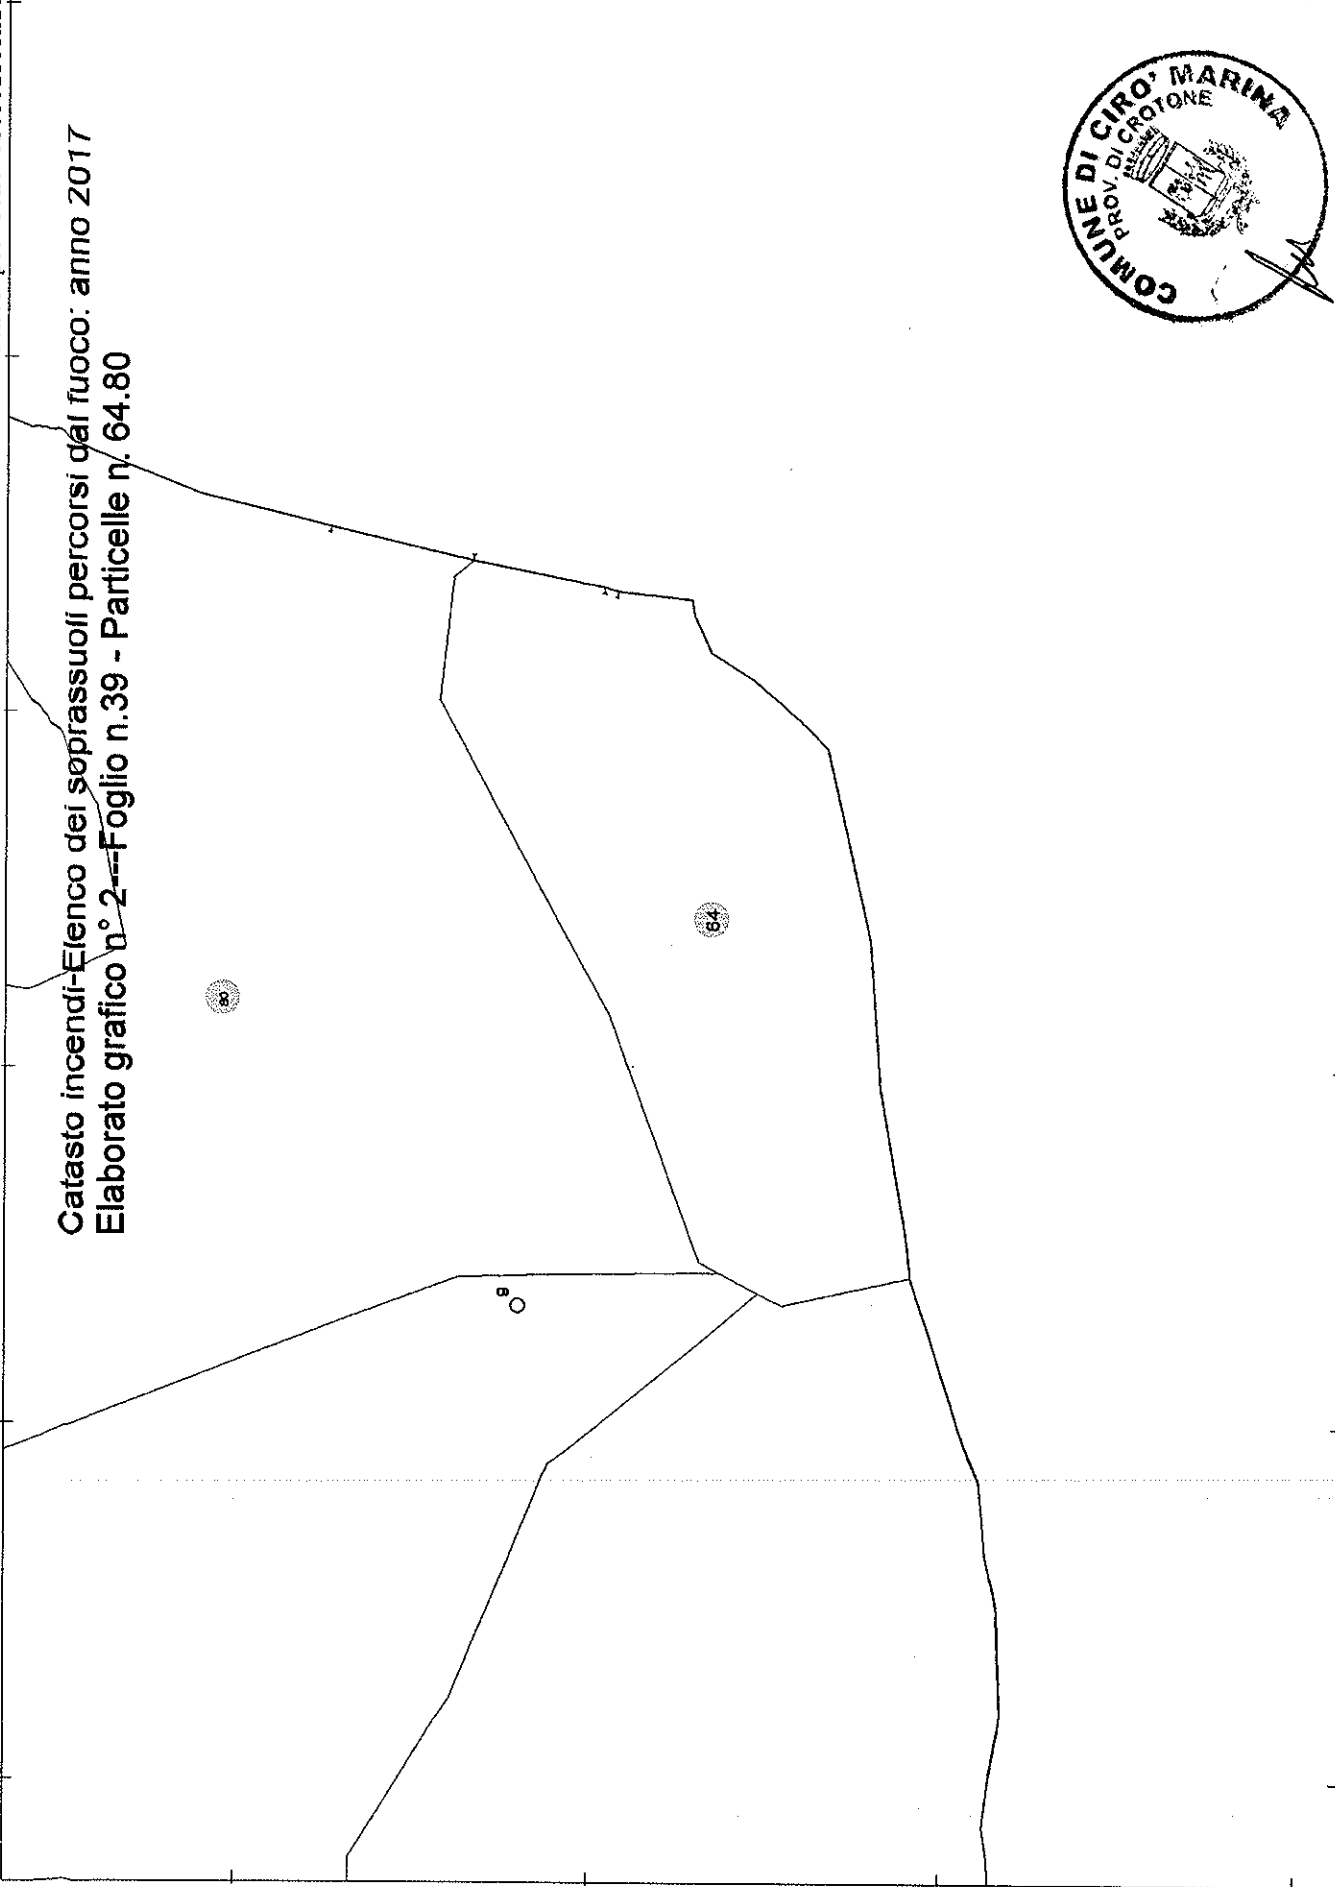 Catasto incendi-Elenco dei soprassuoli percorsi dal fuoco: anno 2017
Elaborato grafico n° 2---Foglio n.39 - Particelle n. 64.80
COMUNE DI CIRO' MARINA
PROV. DI CROTONE
80
64